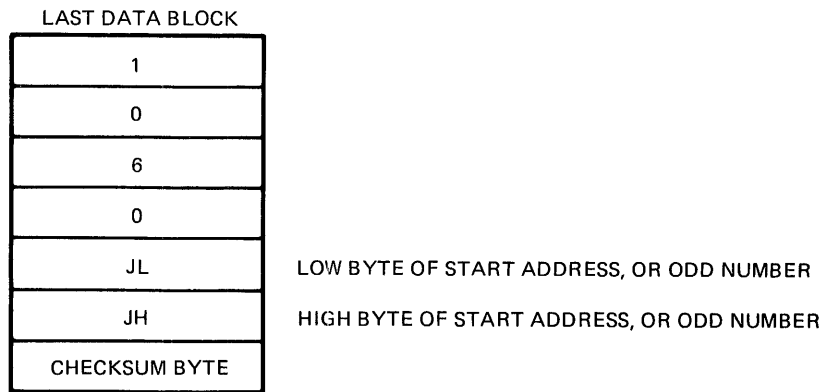 LAST DATA BLOCK
1
0
6
0
JL LOW BYTE OF START ADDRESS, OR ODD NUMBER
JH HIGH BYTE OF START ADDRESS, OR ODD NUMBER
CHECKSUM BYTE